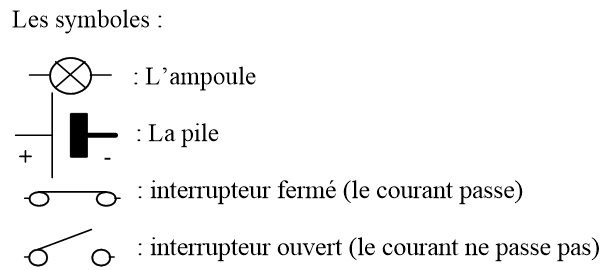 Les symboles :
: L’ampoule
: La pile
+ -
: interrupteur fermé (le courant passe)
: interrupteur ouvert (le courant ne passe pas)